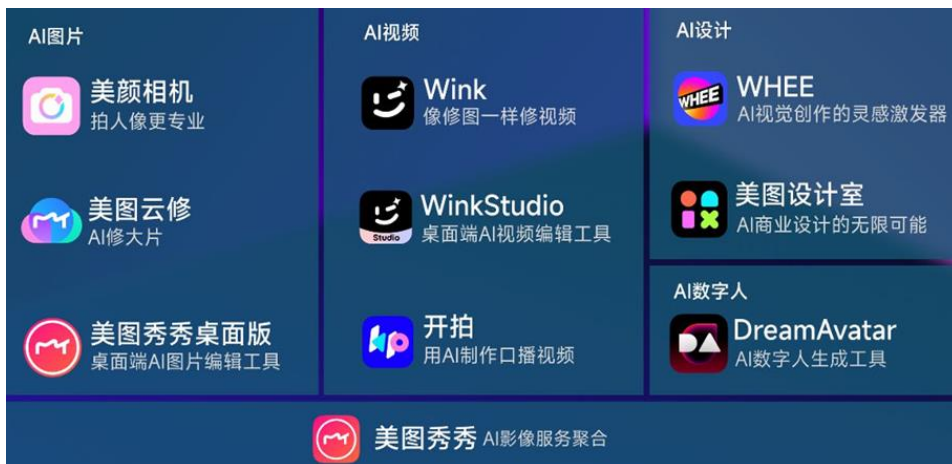 AI图片
美颜相机
拍人像更专业
美图云修
AI修大片
美图秀秀桌面版
桌面端AI图片编辑工具
AI视频
Wink
像修图一样修视频
WinkStudio
Studio
桌面端AI视频编辑工具
开拍
用AI制作口播视频
AI设计
WHEE
WHEE
AI视觉创作的灵感激发器
美图设计室
AI商业设计的无限可能
AI数字人
DreamAvatar
AI数字人生成工具
美图秀秀 AI影像服务聚合